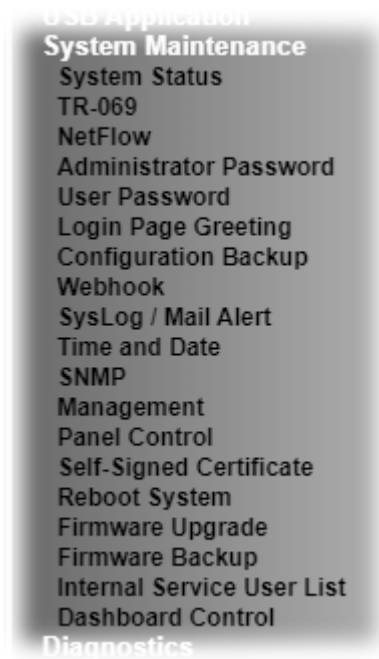 USB Application
System Maintenance
System Status
TR-069
NetFlow
Administrator Password
User Password
Login Page Greeting
Configuration Backup
Webhook
SysLog / Mail Alert
Time and Date
SNMP
Management
Panel Control
Self-Signed Certificate
Reboot System
Firmware Upgrade
Firmware Backup
Internal Service User List
Dashboard Control
Diagnostics